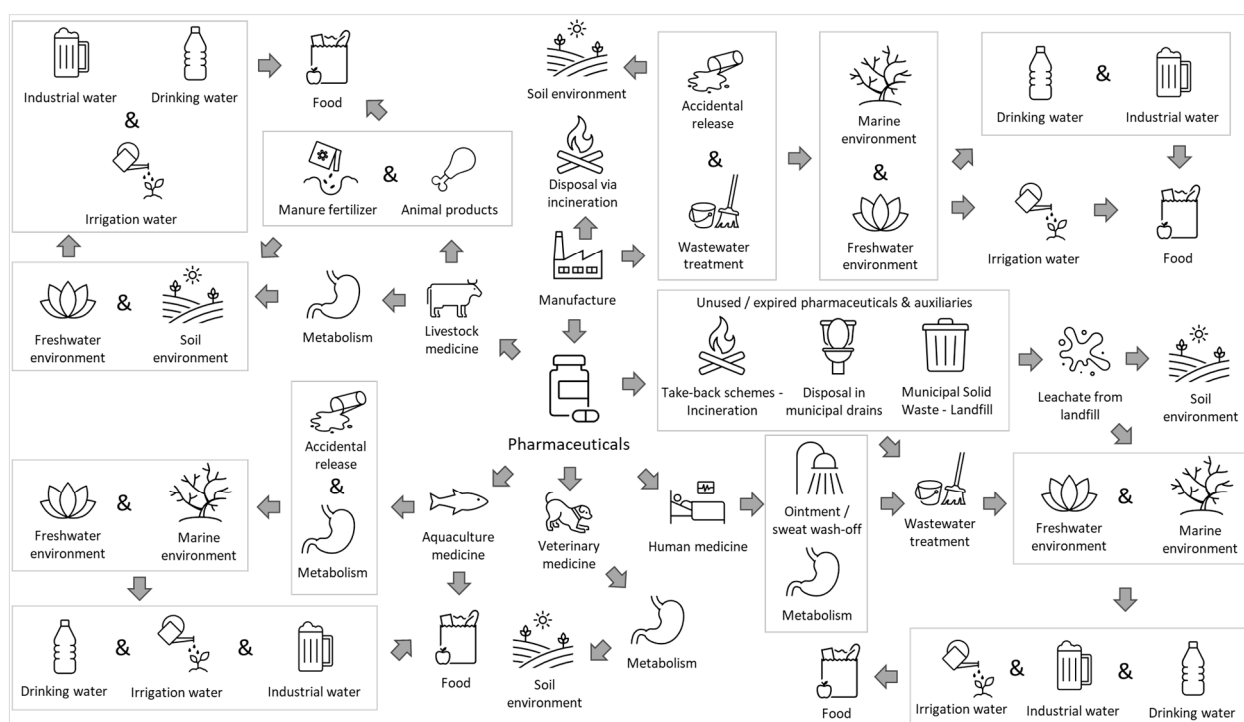 Industrial water
Drinking water
&
Irrigation water
Food
Manure fertilizer
&
Animal products
Freshwater
environment
&
Soil
environment
Metabolism
Livestock
medicine
Soil environment
Disposal via
incineration
Manufacture
Accidental
release
&
Wastewater
treatment
Marine
environment
&
Freshwater
environment
Drinking water
&
Industrial water
Irrigation water
Food
Pharmaceuticals
Unused / expired pharmaceuticals & auxiliaries
Take-back schemes -
Incineration
Disposal in
municipal drains
Municipal Solid
Waste - Landfill
Leachate from
landfill
Soil
environment
Accidental
release
&
Metabolism
Freshwater
environment
&
Marine
environment
Aquaculture
medicine
Veterinary
medicine
Human medicine
Ointment /
sweat wash-off
Metabolism
Wastewater
treatment
Freshwater
environment
&
Marine
environment
Drinking water
&
Irrigation water
&
Industrial water
Food
Soil
environment
Metabolism
Food
Irrigation water
&
Industrial water
&
Drinking water